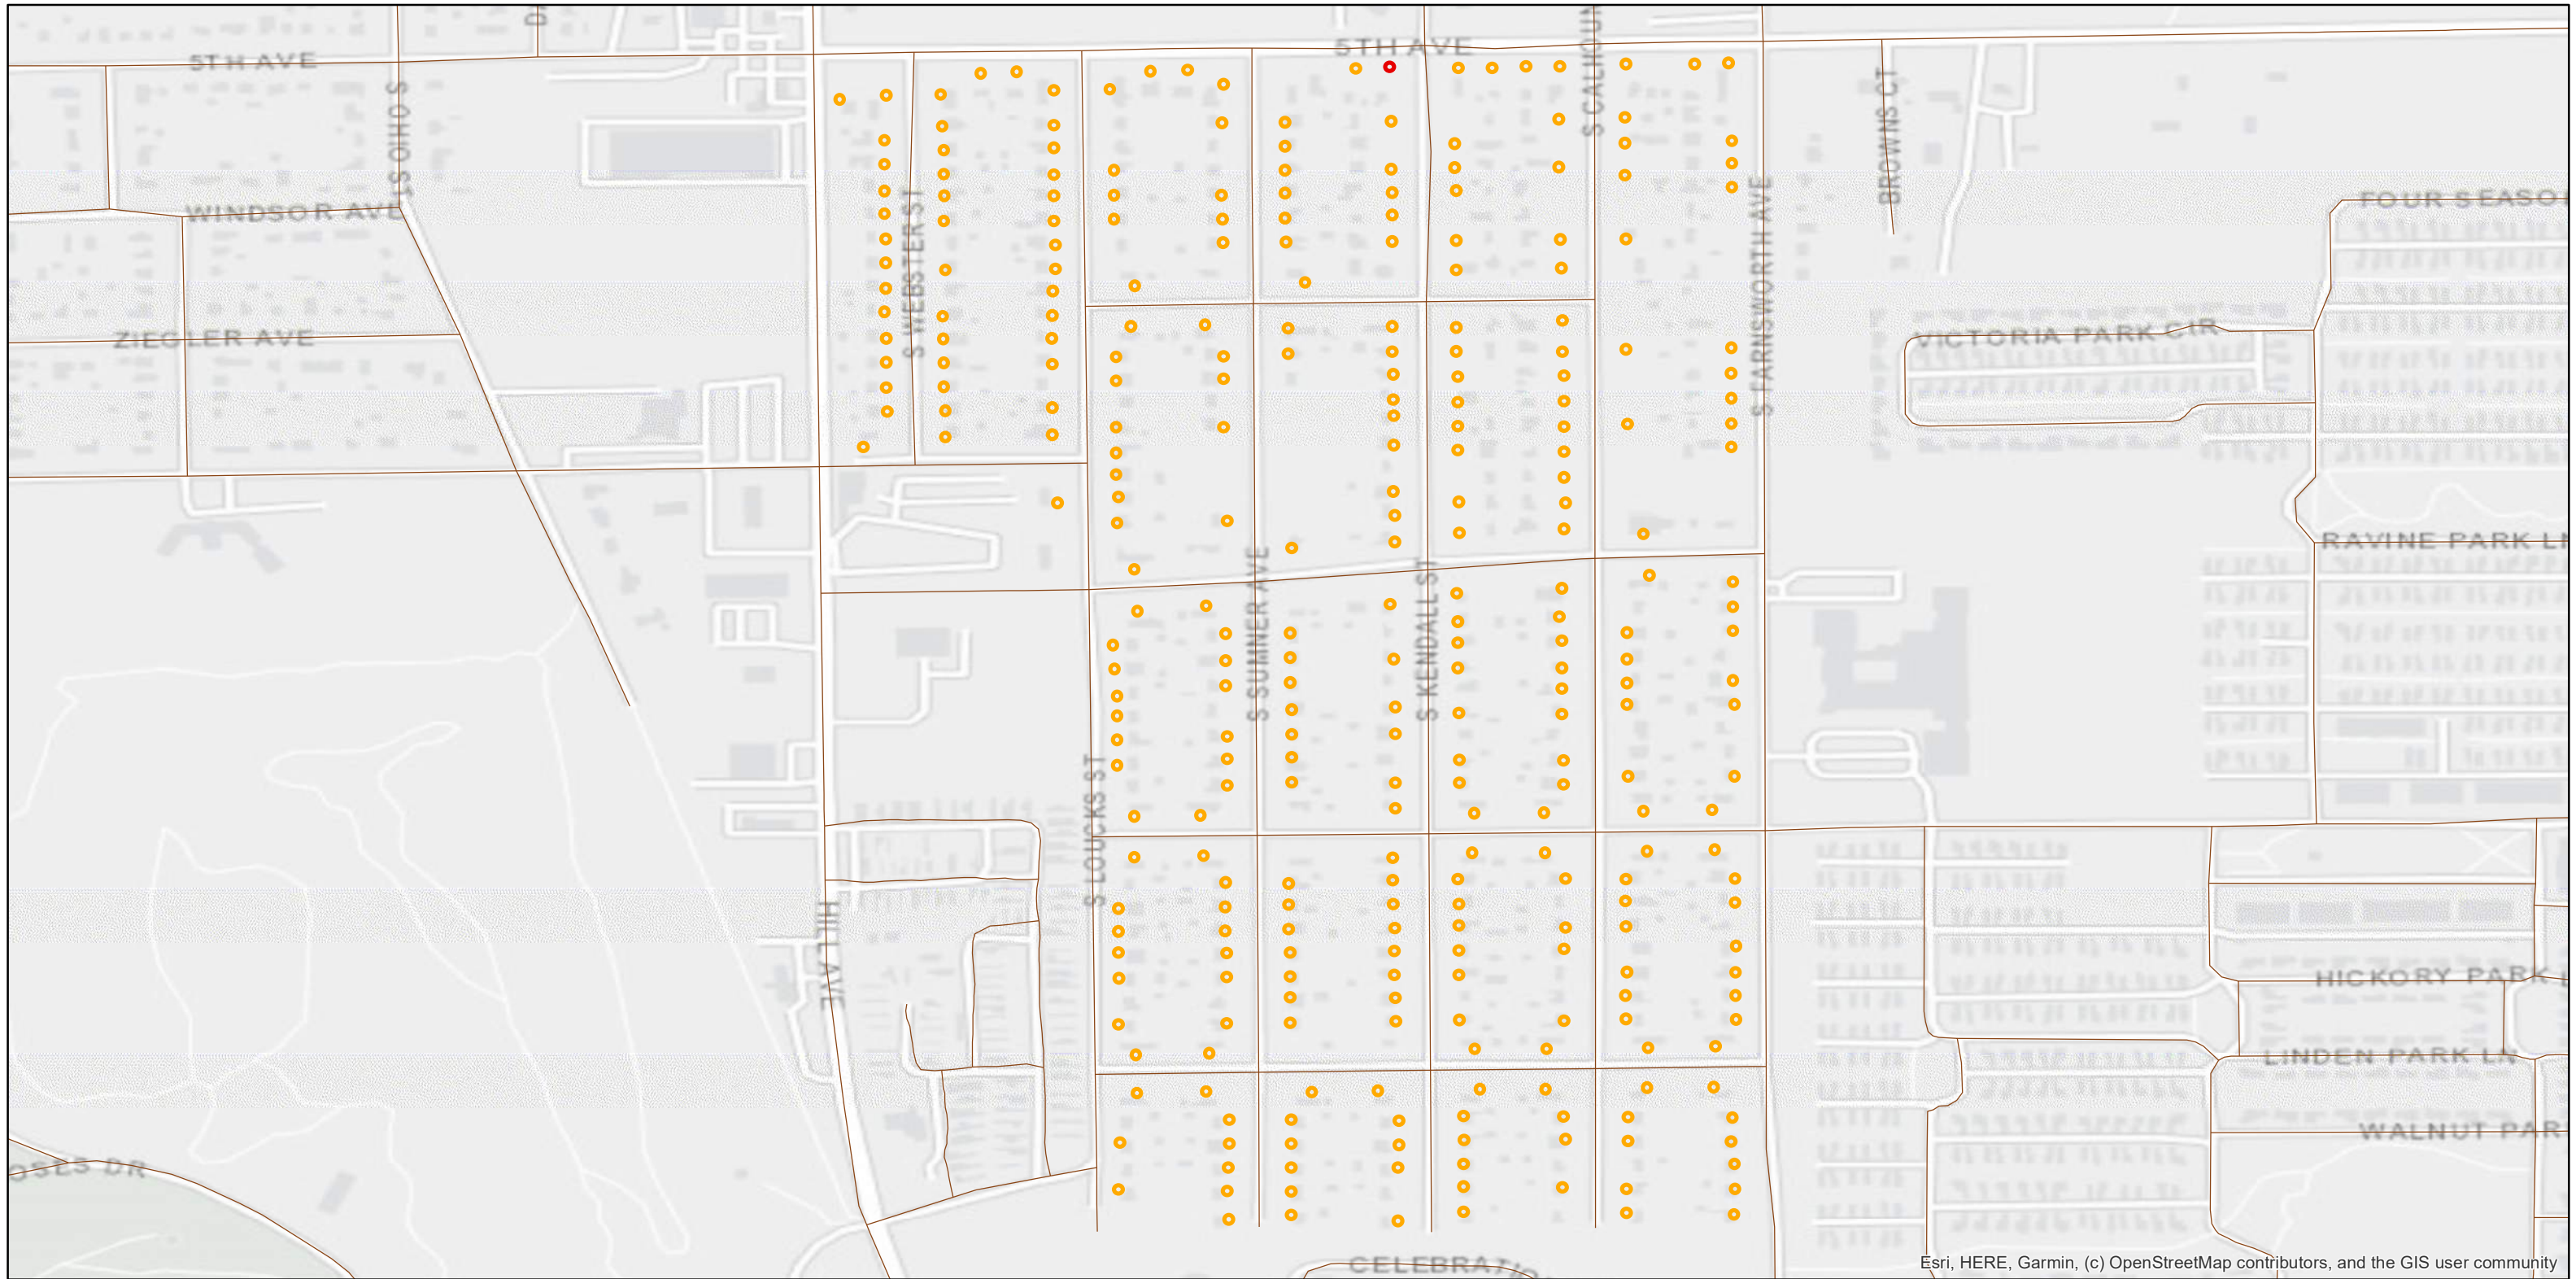 5TH AVE
5TH AVE
S CALHOUN
S OHIO ST
BROWNS CT
WINDSOR AVE
FOUR SEASO
S WEBSTER ST
S FARNSWORTH AVE
ZIEGLER AVE
VICTORIA PARK CIR
RAVINE PARK LN
S SUMNER AVE
S KENDALL ST
S LOUCKS ST
HILL AVE
HICKORY PARK L
LINDEN PARK LN
WALNUT PAR
OSES DR
CELEBRATIO
Esri, HERE, Garmin, (c) OpenStreetMap contributors, and the GIS user community